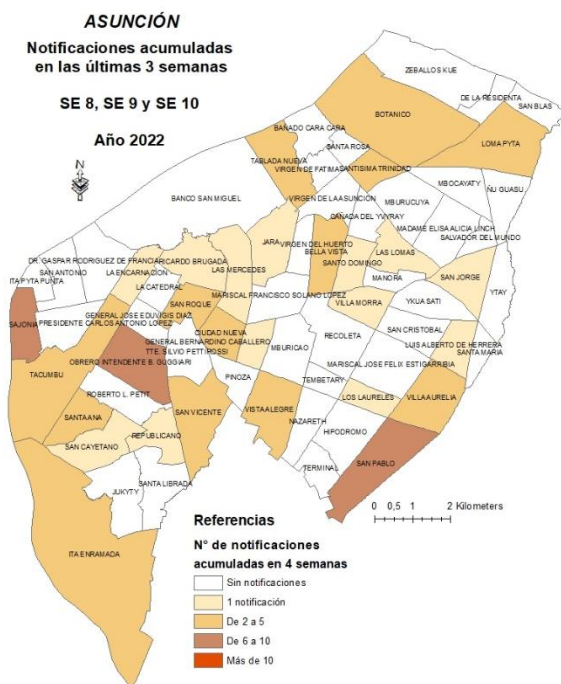 ASUNCIÓN
Notificaciones acumuladas
en las últimas 3 semanas
SE 8, SE 9 y SE 10
Año 2022
N
ZEBALLOS KUE
DE LA RESIDENTA
SAN BLAS
BOTANICO
LOMA PYTA
BAÑADO CARA CARA
SANTA ROSA
TABLADA NUEVA
VIRGEN DE FATIMA
SANTISIMA TRINIDAD
MBOCAYATY
ÑU GUASU
BANCO SAN MIGUEL
VIRGEN DE LA ASUNCION
MBURUCUYA
CAÑADA DEL YVYRAY
MADAME ELISA ALICIA LINCH
SALVADOR DEL MUNDO
JARA
VIRGEN DEL HUERTO
BELLA VISTA
SANTO DOMINGO
LAS LOMAS
DR. GASPAR RODRIGUEZ DE FRANCIA
RICARDO BRUGADA
SAN ANTONIO
LA ENCARNACION
LAS MERCEDES
MANORA
SAN JORGE
YTAY
ITA PYTA PUNTA
LA CATEDRAL
MARISCAL FRANCISCO SOLANO LOPEZ
VILLA MORRA
YKUA SATI
SAN ROQUE
SAJONIA
PRESIDENTE CARLOS ANTONIO LOPEZ
GENERAL JOSE EDUVIGIS DIAZ
CIUDAD NUEVA
GENERAL BERNARDINO CABALLERO
MBURICAO
RECOLETA
SAN CRISTOBAL
LUIS ALBERTO DE HERRERA
SANTA MARIA
TTE. SILVIO PETTIROSSI
OBRERO INTENDENTE B. GUGGIARI
MARISCAL JOSE FELIX ESTIGARRIBIA
TACUMBU
PINOZA
TEMBETARY
ROBERTO L. PETIT
LOS LAURELES
VILLA AURELIA
SANTA ANA
SAN VICENTE
VISTA ALEGRE
NAZARETH
HIPODROMO
SAN CAYETANO
REPUBLICANO
TERMINAL
SAN PABLO
JUKYTY
SANTA LIBRADA
ITA ENRAMADA
0 0,5 1 2 Kilometers
Referencias
N° de notificaciones
acumuladas en 4 semanas
Sin notificaciones
1 notificación
De 2 a 5
De 6 a 10
Más de 10